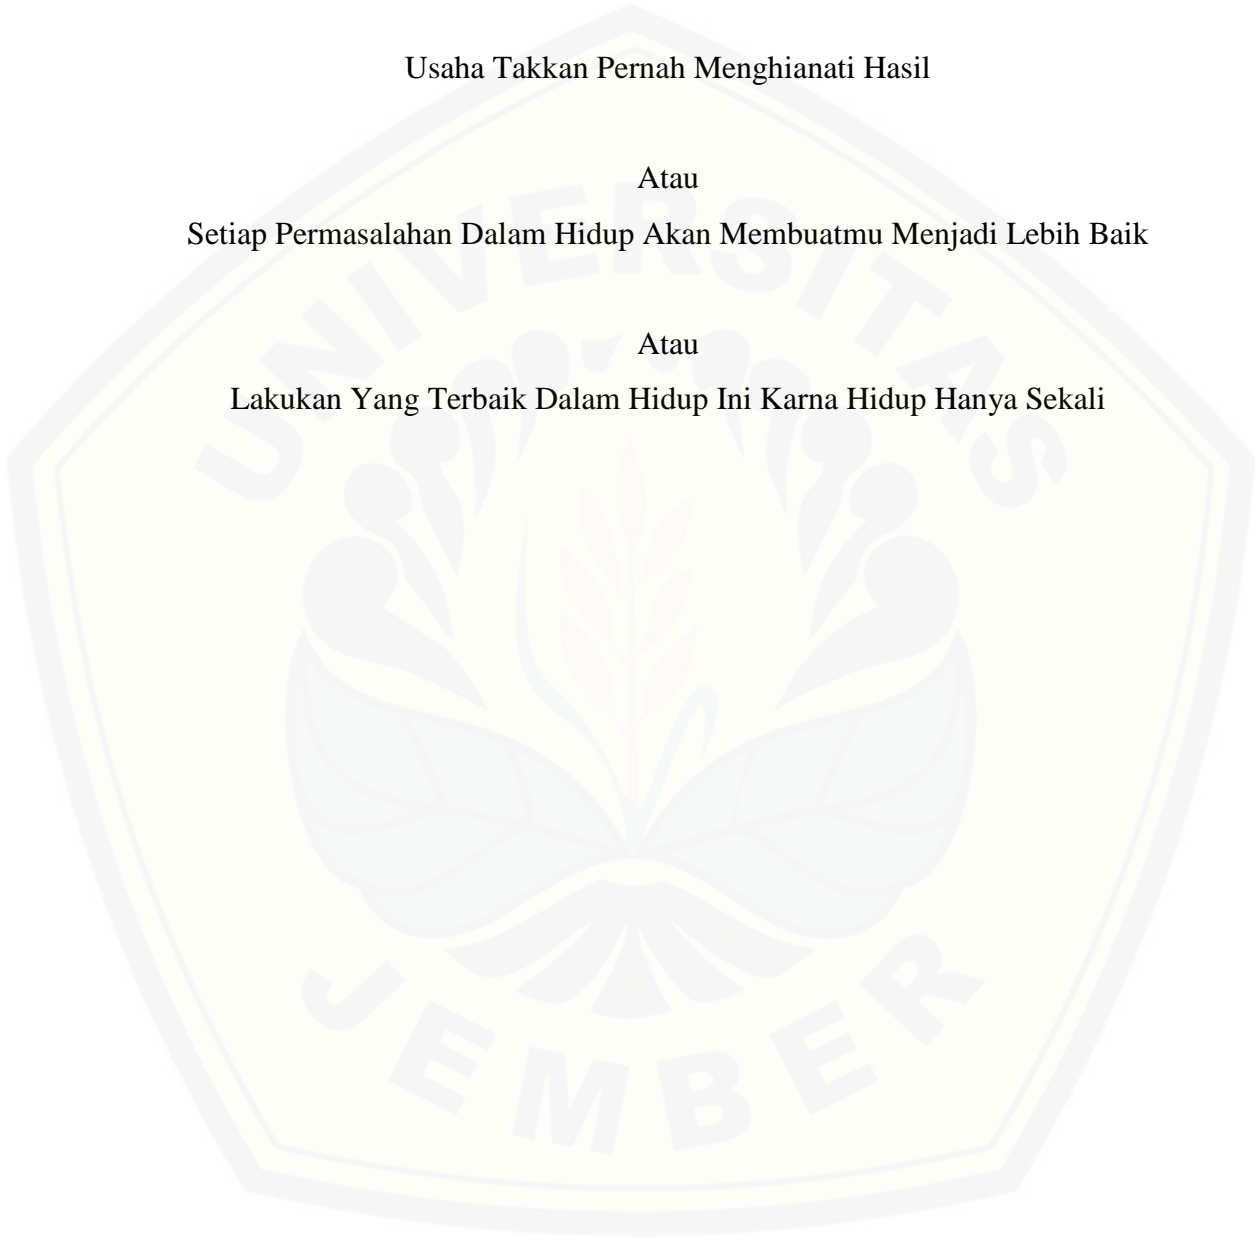 Usaha Takkan Pernah Menghianati Hasil
Atau
Setiap Permasalahan Dalam Hidup Akan Membuatmu Menjadi Lebih Baik
Atau
Lakukan Yang Terbaik Dalam Hidup Ini Karna Hidup Hanya Sekali
UNIVERSITAS
JEMBER